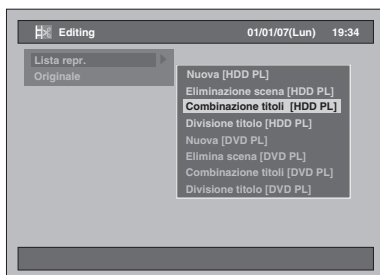 Editing 01/01/07(Lun) 19:34
Lista repr.
Originale
Nuova [HDD PL]
Eliminazione scena [HDD PL]
Combinazione titoli [HDD PL]
Divisione titolo [HDD PL]
Nuova [DVD PL]
Elimina scena [DVD PL]
Combinazione titoli [DVD PL]
Divisione titolo [DVD PL]